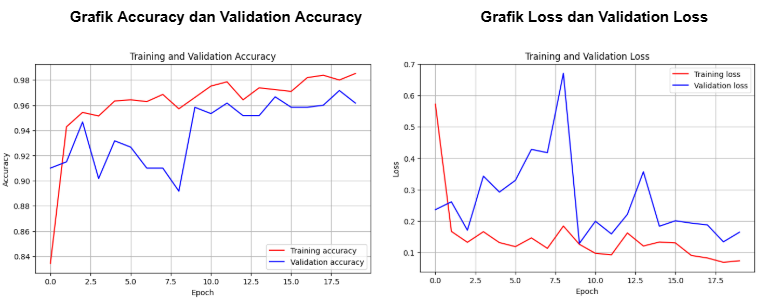 Grafik Accuracy dan Validation Accuracy
Training and Validation Accuracy
Accuracy
0.98
0.96
0.94
0.92
0.90
0.88
0.86
0.84
0.0 2.5 5.0 7.5 10.0 12.5 15.0 17.5
Epoch
Training accuracy
Validation accuracy
Grafik Loss dan Validation Loss
Training and Validation Loss
Loss
0.7
0.6
0.5
0.4
0.3
0.2
0.1
0.0 2.5 5.0 7.5 10.0 12.5 15.0 17.5
Epoch
Training loss
Validation loss